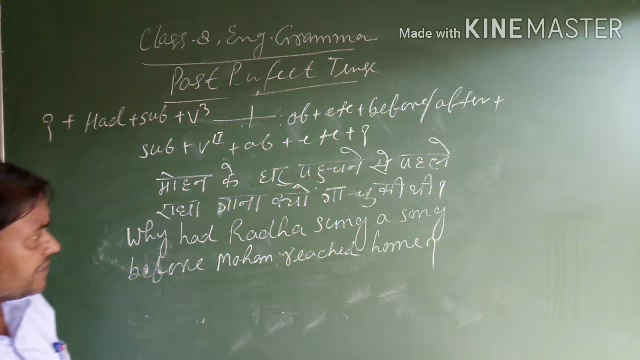 Made with KINEMASTER
Class-8, Eng. Grammar
Past Perfect Tense
? + Had + sub + V³ ob + etc + before/after +
sub + v^II + ob + etc + ?
मोहन के घर पहुचने से पहले
राधा गाना क्यों गा चुकी थी?
Why had Radha sung a song
before Mohan reached home?